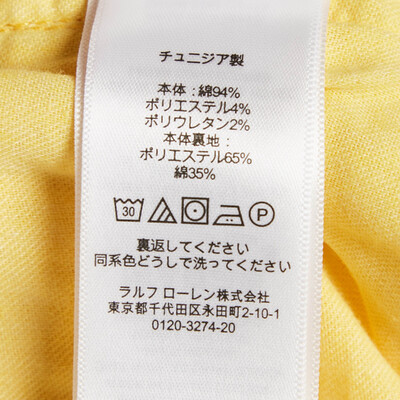 チュニジア製
本体：綿94%
ポリエステル4%
ポリウレタン2%
本体裏地：
ポリエステル65%
綿35%
30 P
裏返してください
同系色どうしで洗ってください
ラルフ ローレン株式会社
東京都千代田区永田町2-10-1
0120-3274-20